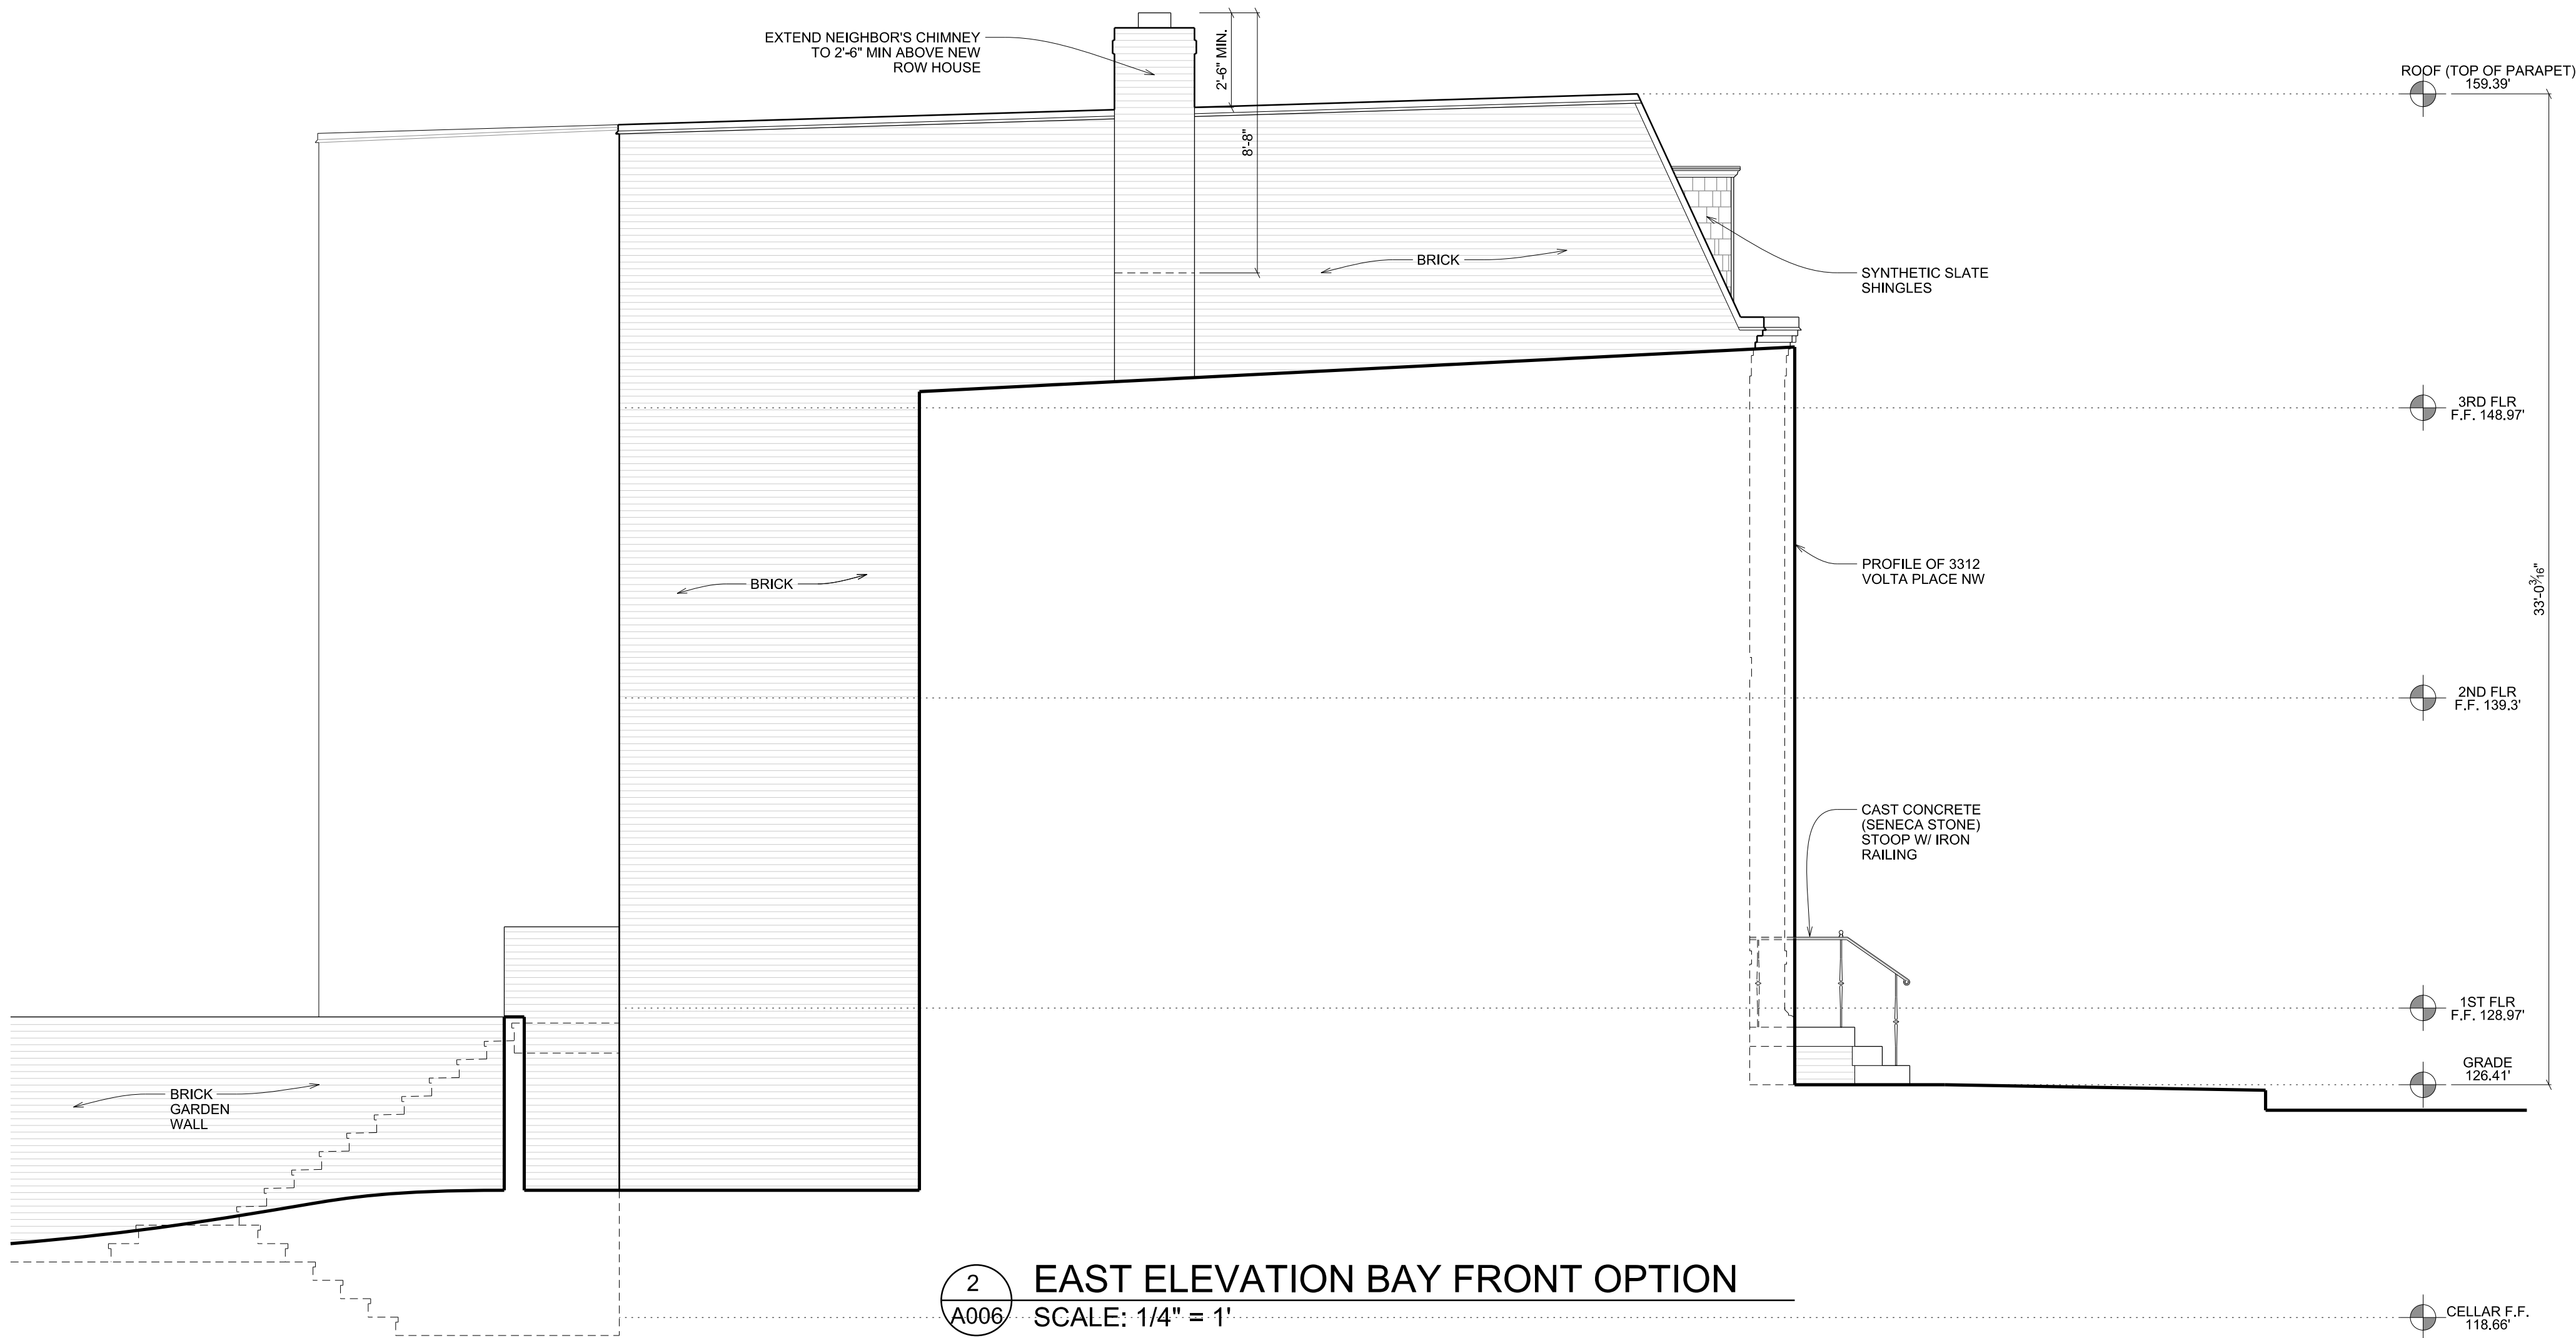 EXTEND NEIGHBOR'S CHIMNEY
TO 2'-6" MIN ABOVE NEW
ROW HOUSE
2'-6" MIN.
8'-8"
ROOF (TOP OF PARAPET)
159.39'
BRICK
SYNTHETIC SLATE
SHINGLES
3RD FLR
F.F. 148.97'
BRICK
PROFILE OF 3312
VOLTA PLACE NW
33'-0 3/16"
2ND FLR
F.F. 139.3'
CAST CONCRETE
(SENECA STONE)
STOOP W/ IRON
RAILING
1ST FLR
F.F. 128.97'
GRADE
126.41'
BRICK
GARDEN
WALL
2
A006
EAST ELEVATION BAY FRONT OPTION
SCALE: 1/4" = 1'
CELLAR F.F.
118.66'